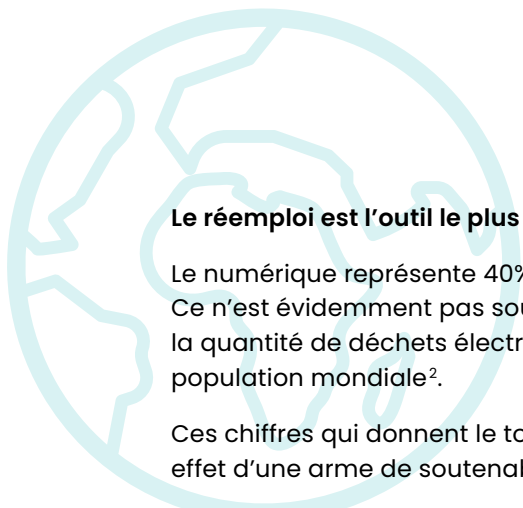 Le réemploi est l’outil le plus
Le numérique représente 40%
Ce n’est évidemment pas sou
la quantité de déchets électr
population mondiale².
Ces chiffres qui donnent le to
effet d’une arme de soutenal